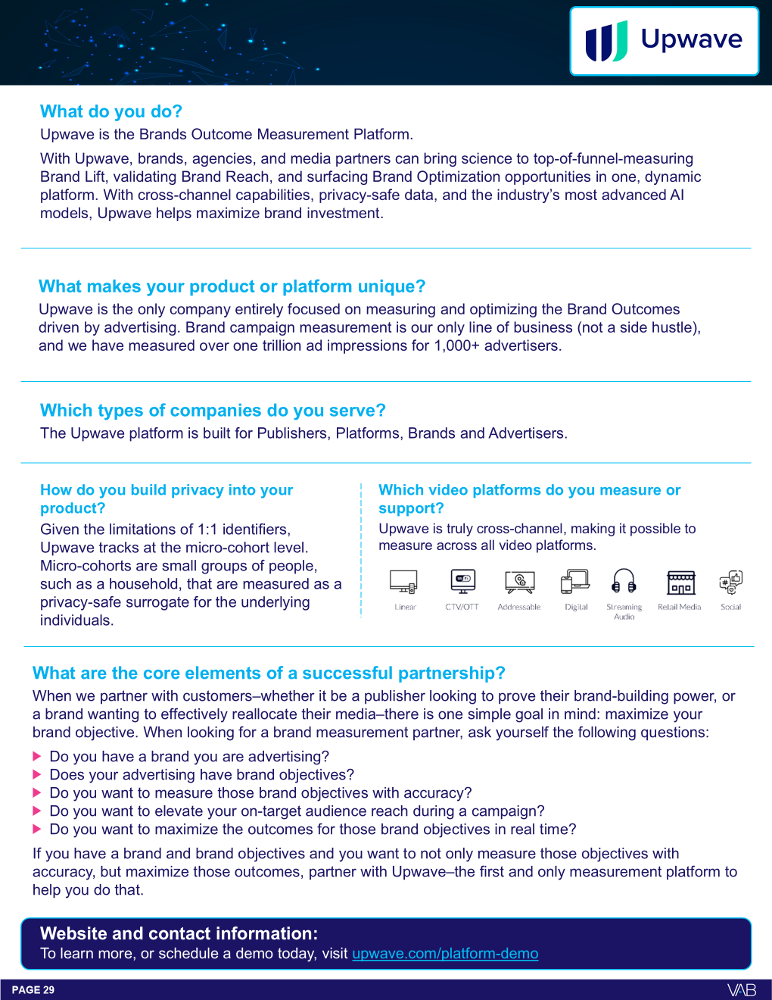 Upwave
What do you do?
Upwave is the Brands Outcome Measurement Platform.
With Upwave, brands, agencies, and media partners can bring science to top-of-funnel-measuring
Brand Lift, validating Brand Reach, and surfacing Brand Optimization opportunities in one, dynamic
platform. With cross-channel capabilities, privacy-safe data, and the industry’s most advanced AI
models, Upwave helps maximize brand investment.
What makes your product or platform unique?
Upwave is the only company entirely focused on measuring and optimizing the Brand Outcomes
driven by advertising. Brand campaign measurement is our only line of business (not a side hustle),
and we have measured over one trillion ad impressions for 1,000+ advertisers.
Which types of companies do you serve?
The Upwave platform is built for Publishers, Platforms, Brands and Advertisers.
How do you build privacy into your
product?
Given the limitations of 1:1 identifiers,
Upwave tracks at the micro-cohort level.
Micro-cohorts are small groups of people,
such as a household, that are measured as a
privacy-safe surrogate for the underlying
individuals.
Which video platforms do you measure or
support?
Upwave is truly cross-channel, making it possible to
measure across all video platforms.
Linear CTV/OTT Addressable Digital Streaming Retail Media Social
Audio
What are the core elements of a successful partnership?
When we partner with customers–whether it be a publisher looking to prove their brand-building power, or
a brand wanting to effectively reallocate their media–there is one simple goal in mind: maximize your
brand objective. When looking for a brand measurement partner, ask yourself the following questions:
Do you have a brand you are advertising?
Does your advertising have brand objectives?
Do you want to measure those brand objectives with accuracy?
Do you want to elevate your on-target audience reach during a campaign?
Do you want to maximize the outcomes for those brand objectives in real time?
If you have a brand and brand objectives and you want to not only measure those objectives with
accuracy, but maximize those outcomes, partner with Upwave–the first and only measurement platform to
help you do that.
Website and contact information:
To learn more, or schedule a demo today, visit upwave.com/platform-demo
PAGE 29
VAB